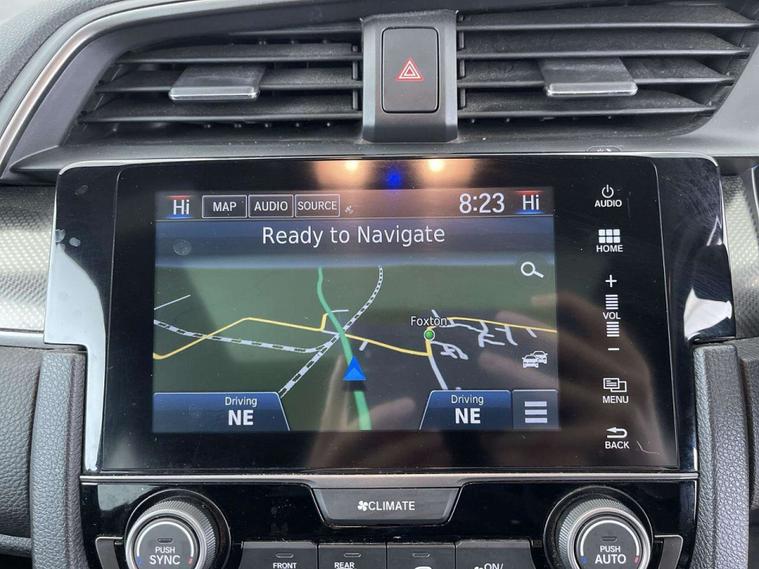 Hi MAP AUDIO SOURCE 8:23 Hi
Ready to Navigate
Foxton
Driving
NE
Driving
NE
AUDIO
HOME
+
VOL
−
MENU
BACK
CLIMATE
PUSH
SYNC
FRONT
REAR
ON/
PUSH
AUTO